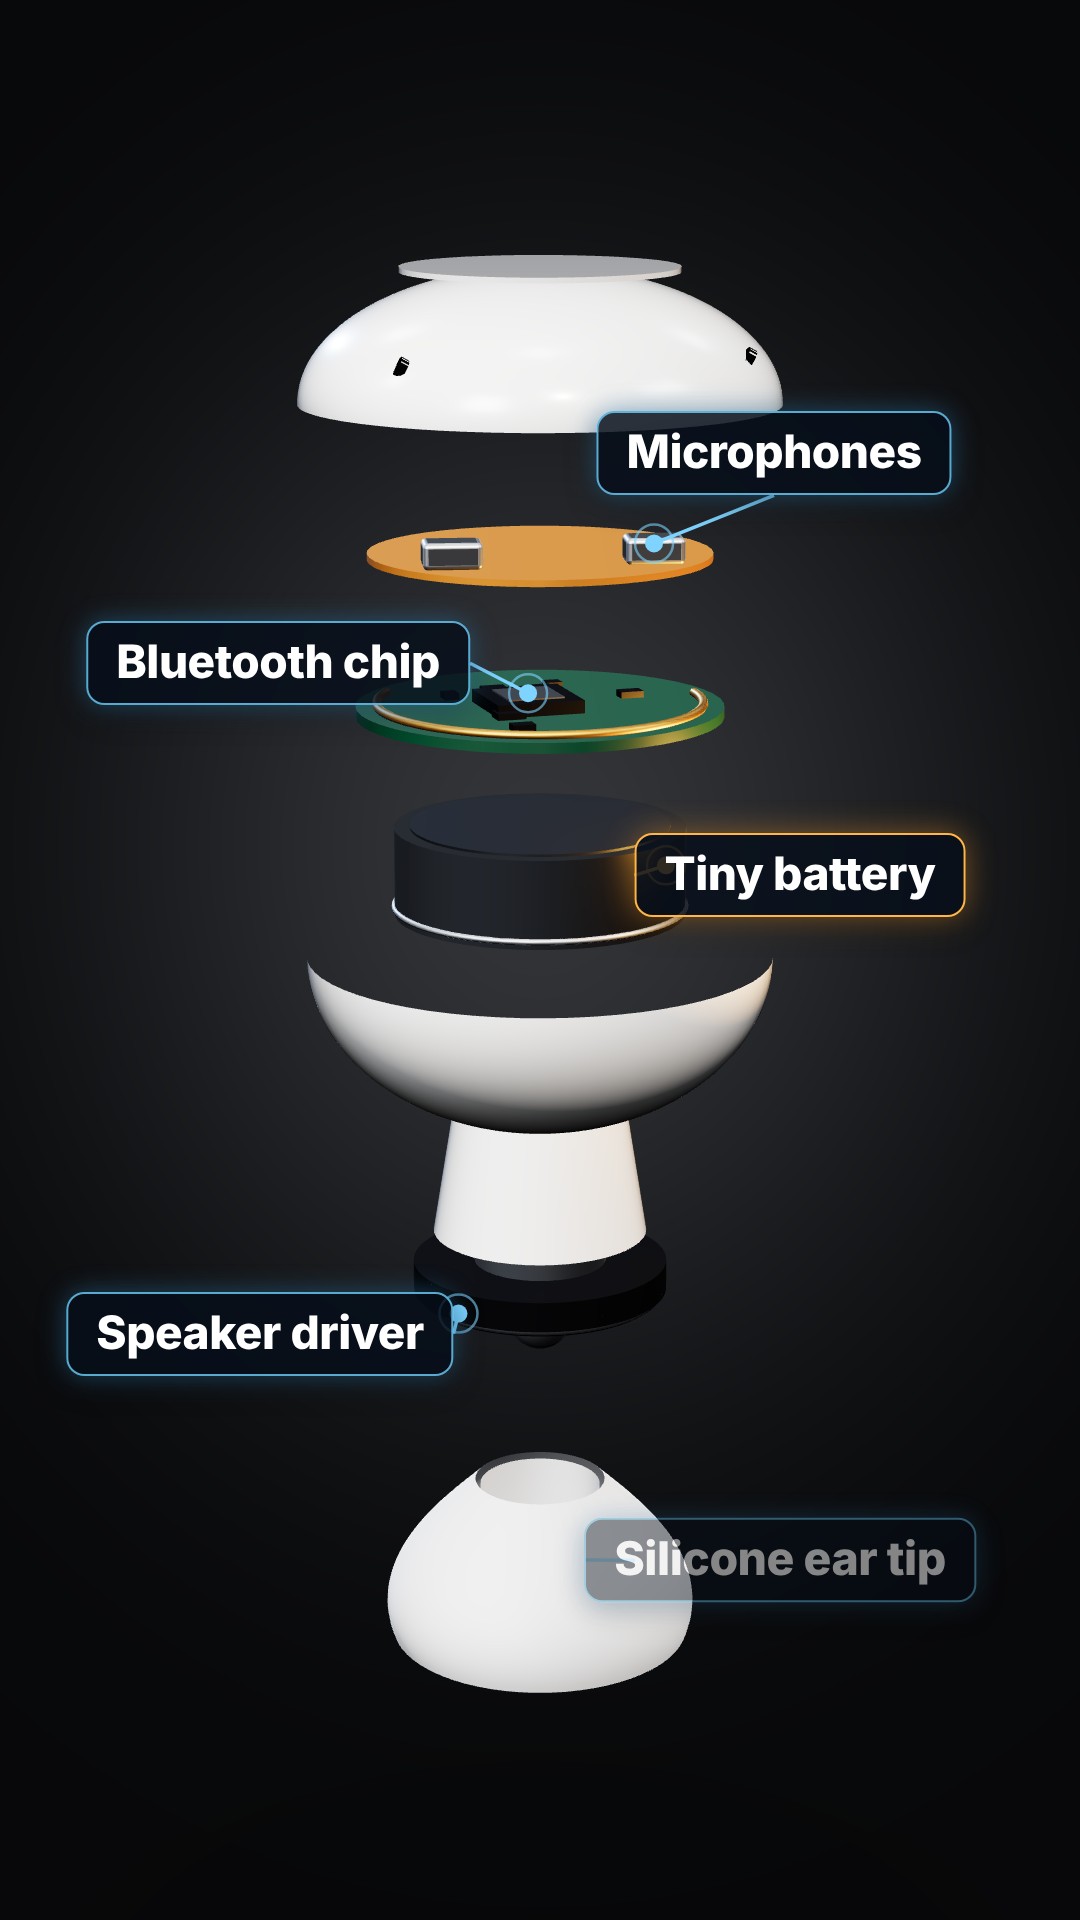 Microphones
Bluetooth chip
Tiny battery
Speaker driver
Silicone ear tip